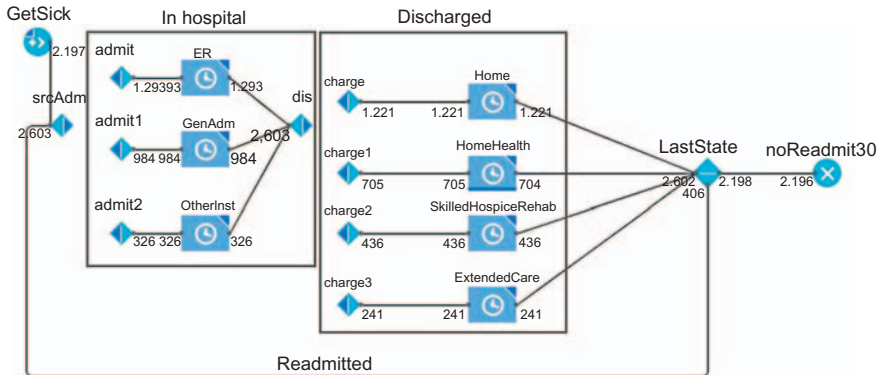 GetSick
In hospital
Discharged
2.197
admit
ER
1.29393
1.293
charge
Home
1.221
1.221
1.221
srcAdm
2.603
admit1
GenAdm
984 984
984
dis
2,603
charge1
HomeHealth
705
705
704
LastState
2.602
406
2.198
noReadmit30
2.196
admit2
OtherInst
326 326
326
charge2
SkilledHospiceRehab
436
436
436
charge3
ExtendedCare
241
241
241
Readmitted